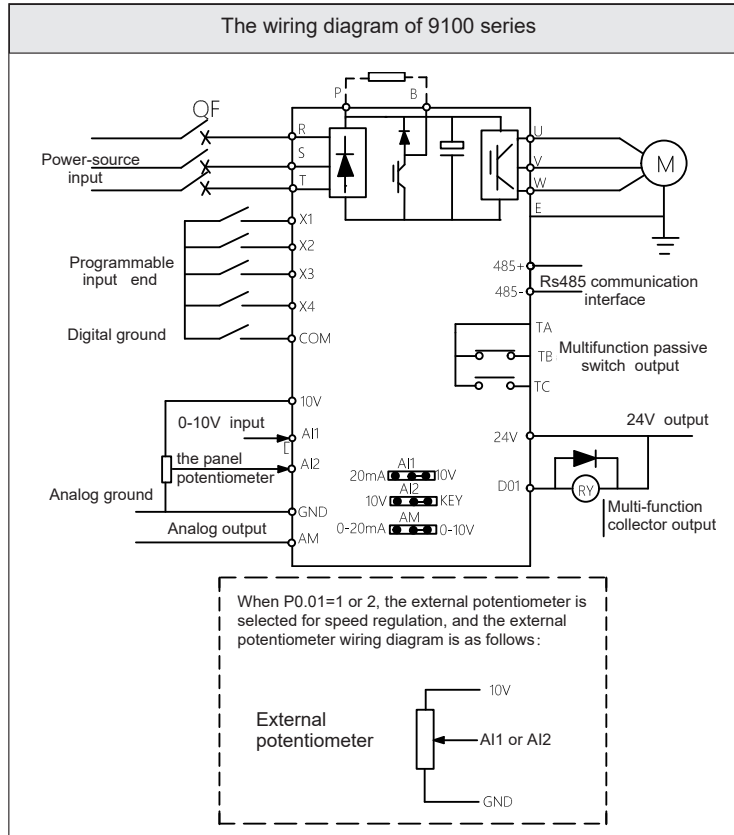 The wiring diagram of 9100 series
P
B
QF
R
S
T
Power-source
input
U
V
W
E
M
X1
X2
X3
X4
COM
Programmable
input end
Digital ground
485+
485-
Rs485 communication
interface
TA
TB
TC
Multifunction passive
switch output
10V
0-10V input
AI1
AI2
the panel
potentiometer
Analog ground
GND
Analog output
AM
24V
24V output
D01
RY
Multi-function
collector output
AI1
20mA
10V
AI2
10V
KEY
AM
0-20mA
0-10V
When P0.01=1 or 2, the external potentiometer is
selected for speed regulation, and the external
potentiometer wiring diagram is as follows:
10V
External
potentiometer
AI1 or AI2
GND